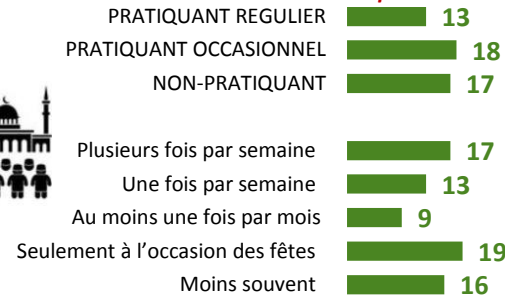 PRATIQUANT REGULIER 13
PRATIQUANT OCCASIONNEL 18
NON-PRATIQUANT 17
Plusieurs fois par semaine 17
Une fois par semaine 13
Au moins une fois par mois 9
Seulement à l’occasion des fêtes 19
Moins souvent 16